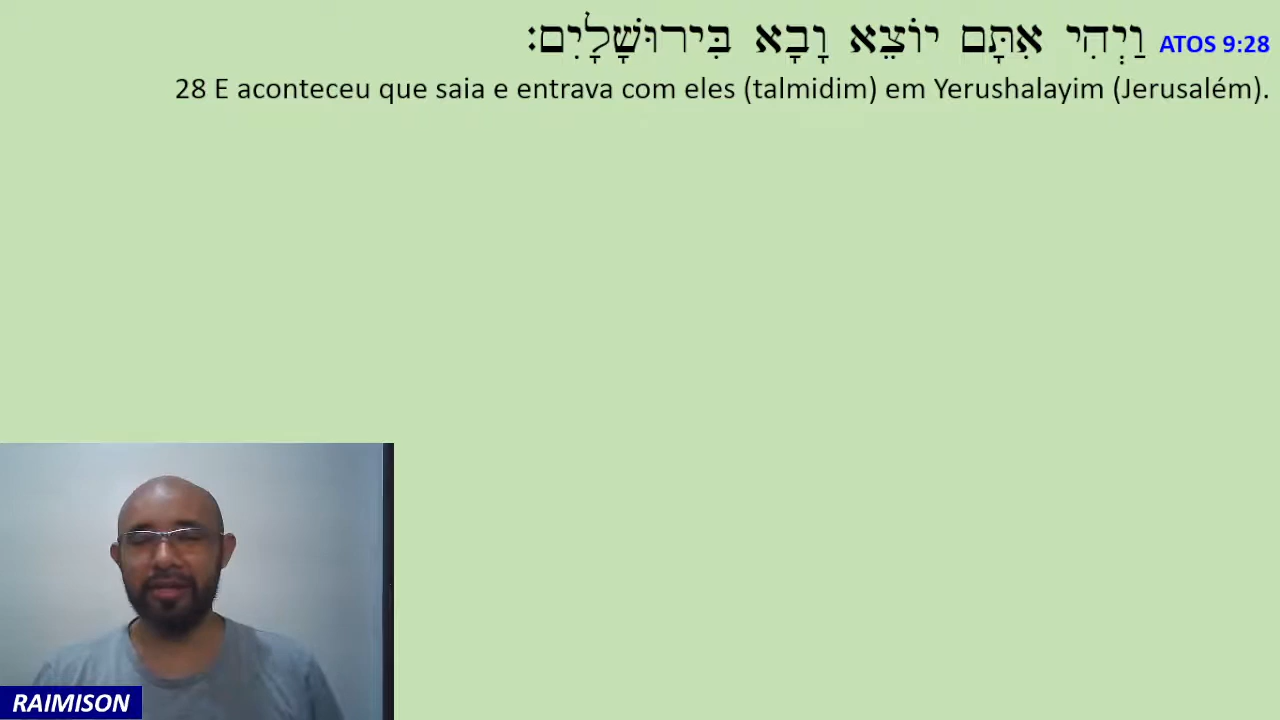 ATOS 9:28 וַיְהִי אִתָּם יוֹצֵא וָבָא בִּירוּשָׁלָיִם׃
28 E aconteceu que saia e entrava com eles (talmidim) em Yerushalayim (Jerusalém).
RAIMISON